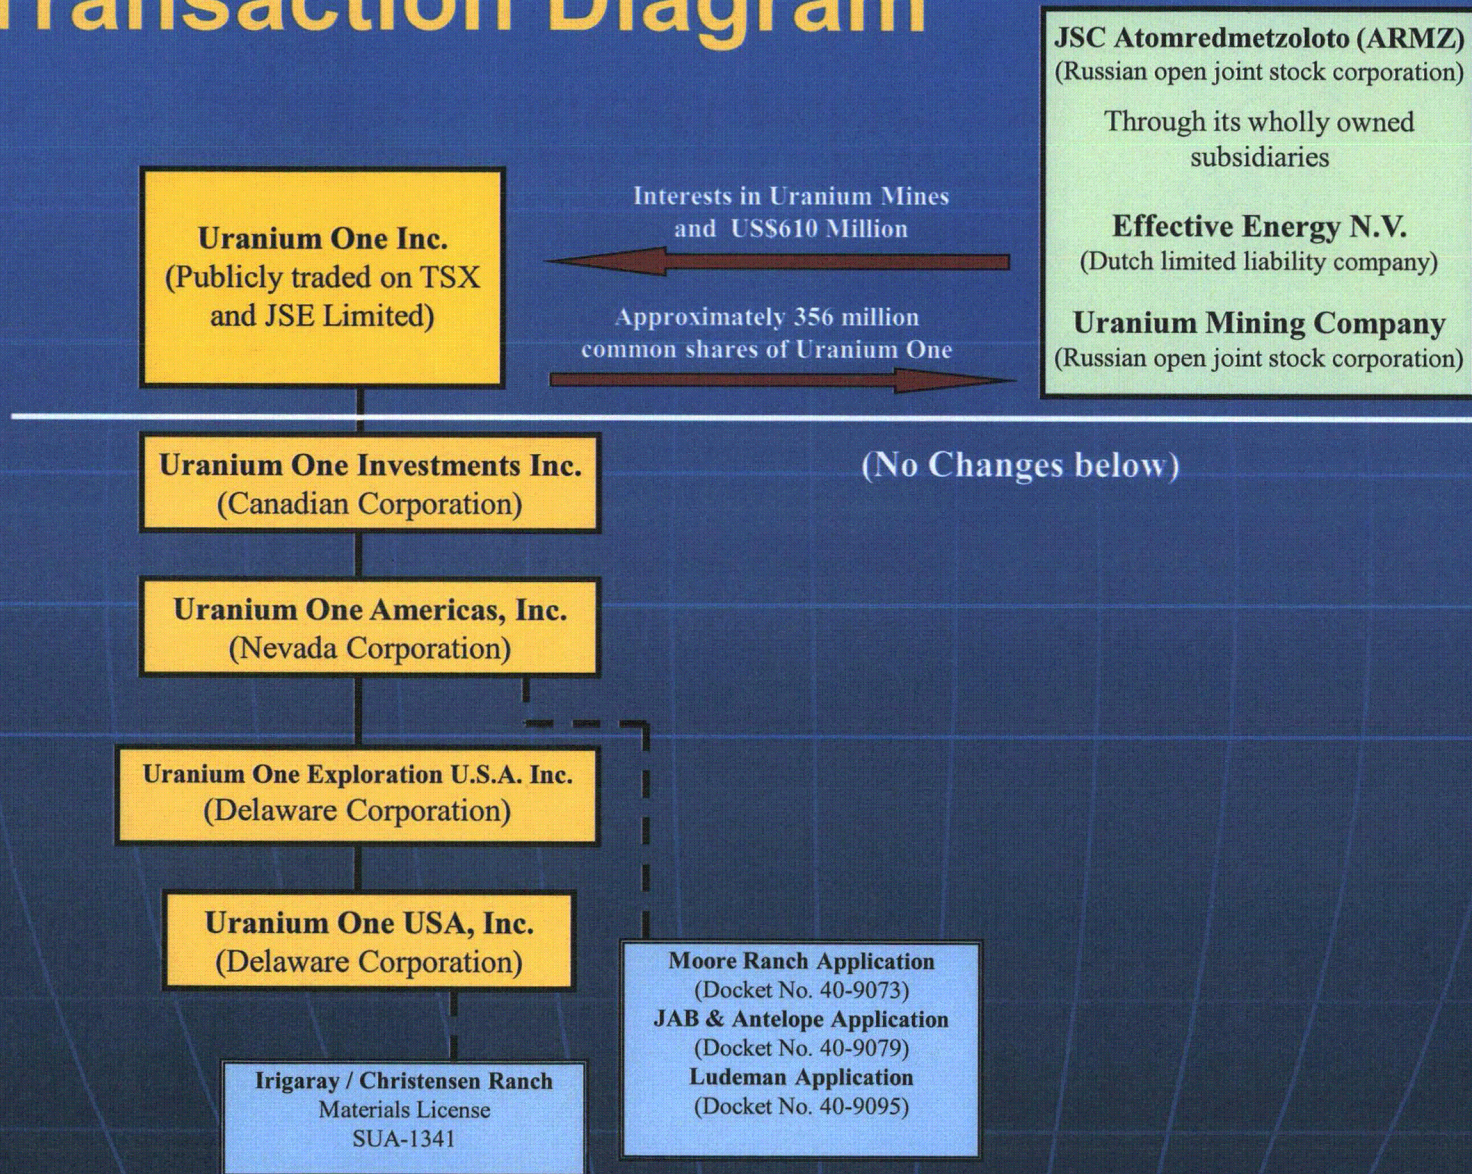 Transaction Diagram
JSC Atomredmetzoloto (ARMZ)
(Russian open joint stock corporation)
Through its wholly owned
subsidiaries
Effective Energy N.V.
(Dutch limited liability company)
Uranium Mining Company
(Russian open joint stock corporation)
Uranium One Inc.
(Publicly traded on TSX
and JSE Limited)
Interests in Uranium Mines
and US$610 Million
Approximately 356 million
common shares of Uranium One
Uranium One Investments Inc.
(Canadian Corporation)
(No Changes below)
Uranium One Americas, Inc.
(Nevada Corporation)
Uranium One Exploration U.S.A. Inc.
(Delaware Corporation)
Uranium One USA, Inc.
(Delaware Corporation)
Moore Ranch Application
(Docket No. 40-9073)
JAB & Antelope Application
(Docket No. 40-9079)
Ludeman Application
(Docket No. 40-9095)
Irigaray / Christensen Ranch
Materials License
SUA-1341